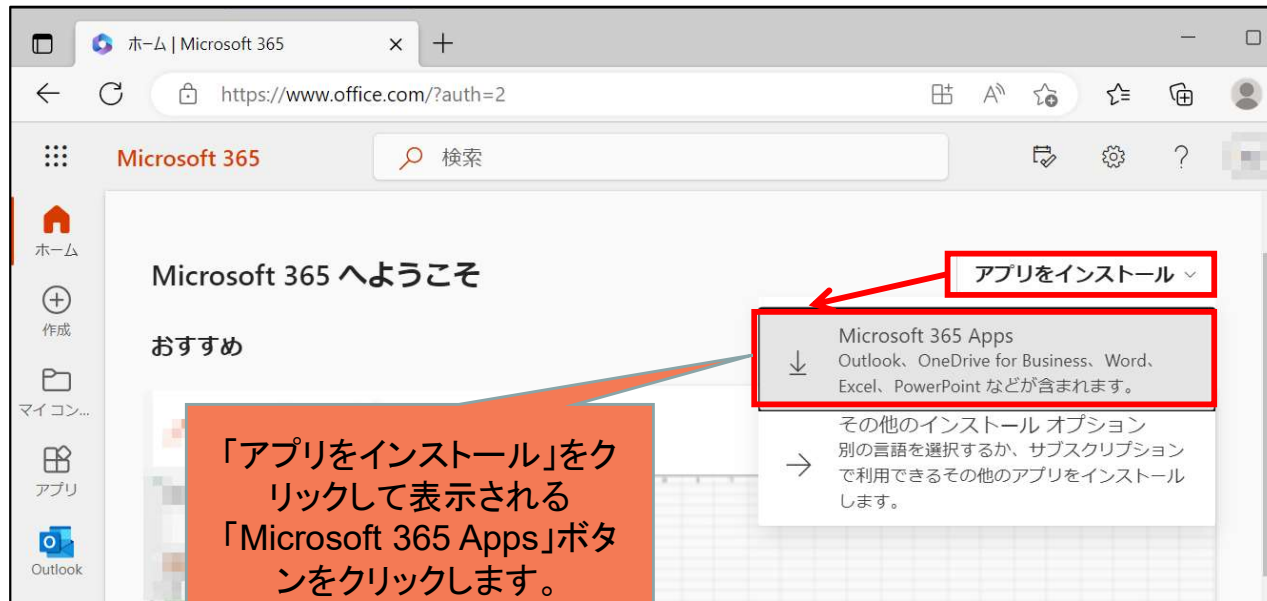 ホーム | Microsoft 365
https://www.office.com/?auth=2
Microsoft 365
検索
ホーム
作成
マイコン...
アプリ
Outlook
Microsoft 365 へようこそ
アプリをインストール
おすすめ
Microsoft 365 Apps
Outlook、OneDrive for Business、Word、
Excel、PowerPoint などが含まれます。
その他のインストール オプション
別の言語を選択するか、サブスクリプション
で利用できるその他のアプリをインストール
します。
「アプリをインストール」をク
リックして表示される
「Microsoft 365 Apps」ボタ
ンをクリックします。